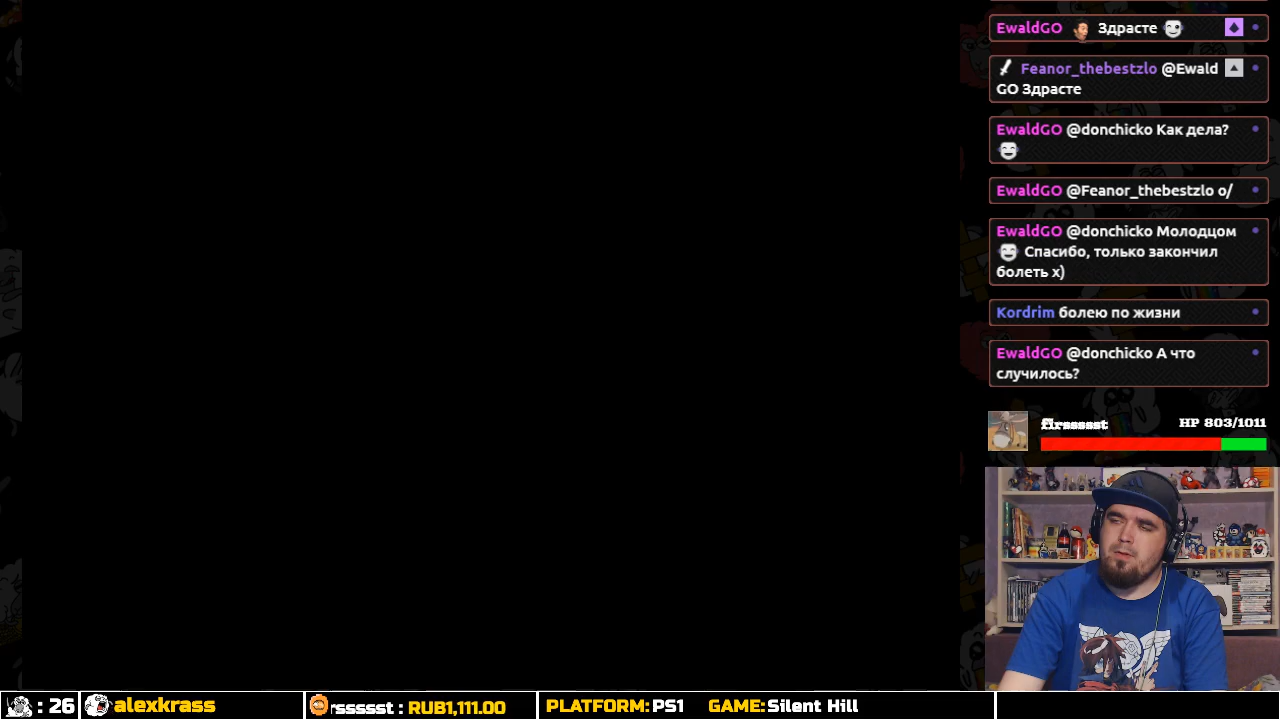 EwaldGO Здрасте
Feanor_thebestzlo @Ewald
GO Здрасте
EwaldGO @donchicko Как дела?
EwaldGO @Feanor_thebestzlo o/
EwaldGO @donchicko Молодцом
Спасибо, только закончил
болеть x)
Kordrim болею по жизни
EwaldGO @donchicko А что
случилось?
firssssst HP 803/1011
: 26 alexkrass rssssst : RUB1,111.00 PLATFORM: PS1 GAME: Silent Hill